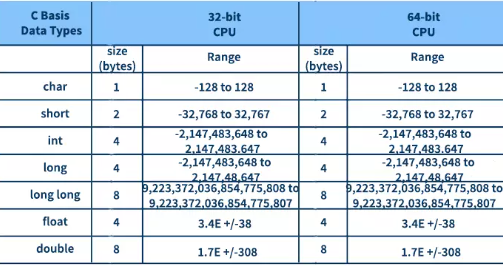 C Basis 32-bit 64-bit
Data Types CPU CPU
size (bytes) Range size (bytes) Range
char 1 -128 to 128 1 -128 to 128
short 2 -32,768 to 32,767 2 -32,768 to 32,767
int 4 -2,147,483,648 to 2,147,483.647 4 -2,147,483,648 to 2,147,483.647
long 4 -2,147,483,648 to 2,147,48,647 4 -2,147,483,648 to 2,147,48,647
long long 8 9,223,372,036,854,775,808 to 9,223,372,036,854,775,807 8 9,223,372,036,854,775,808 to 9,223,372,036,854,775,807
float 4 3.4E +/-38 4 3.4E +/-38
double 8 1.7E +/-308 8 1.7E +/-308